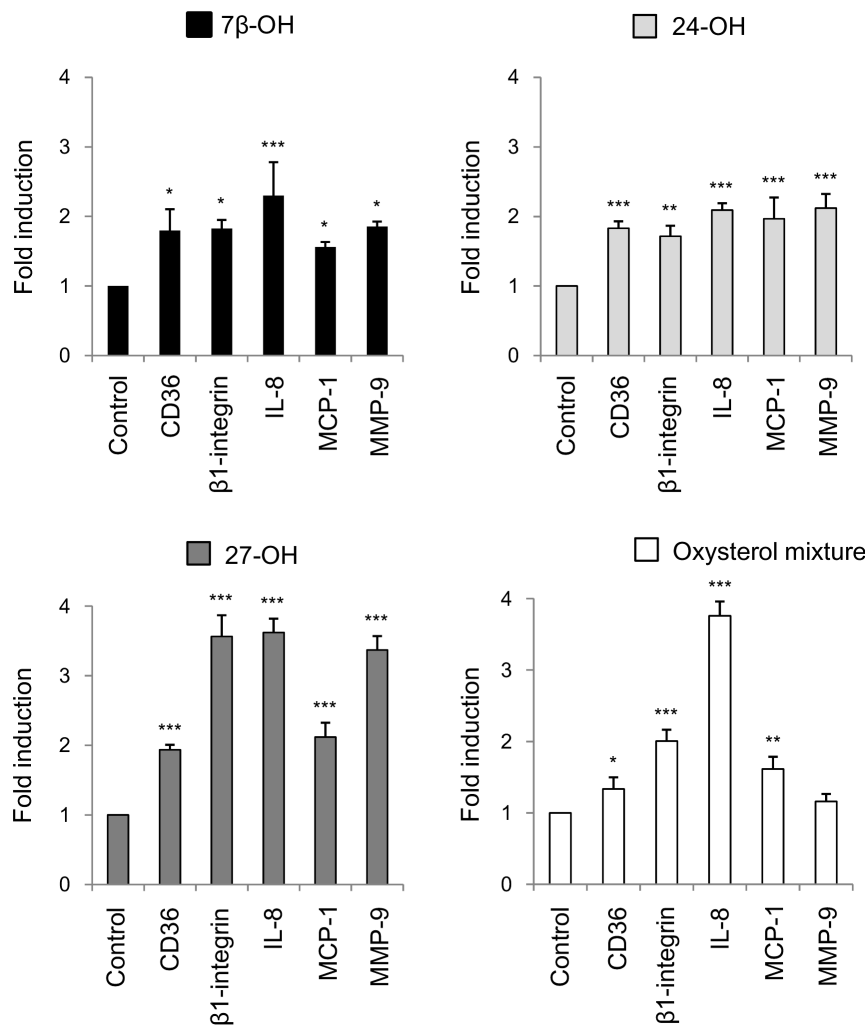 7β-OH
4
3
2
1
0
Fold induction
*
*
***
*
*
Control
CD36
β1-integrin
IL-8
MCP-1
MMP-9
24-OH
4
3
2
1
0
Fold induction
***
**
***
***
***
Control
CD36
β1-integrin
IL-8
MCP-1
MMP-9
27-OH
4
3
2
1
0
Fold induction
***
***
***
***
***
Control
CD36
β1-integrin
IL-8
MCP-1
MMP-9
Oxysterol mixture
4
3
2
1
0
Fold induction
*
***
***
**
Control
CD36
β1-integrin
IL-8
MCP-1
MMP-9